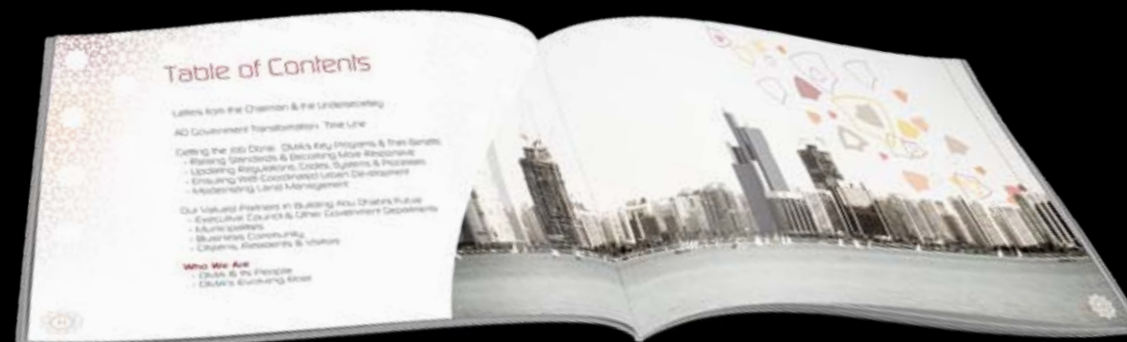 Table of Contents
Letters from the Chairman & the Undersecretary
AD Government Transformation Time Line
Getting the Job Done: DMA's Key Programs & Their Benefits
- Raising Standards & Becoming More Responsive
- Updating Regulations, Codes, Systems & Processes
- Ensuring Well-Coordinated Urban Development
- Modernizing Land Management
Our Valued Partners in Building Abu Dhabi's Future
- Executive Council & Other Government Departments
- Municipalities
- Business Community
- Citizens, Residents & Visitors
Who We Are
- DMA & Its People
- DMA's Evolving Role